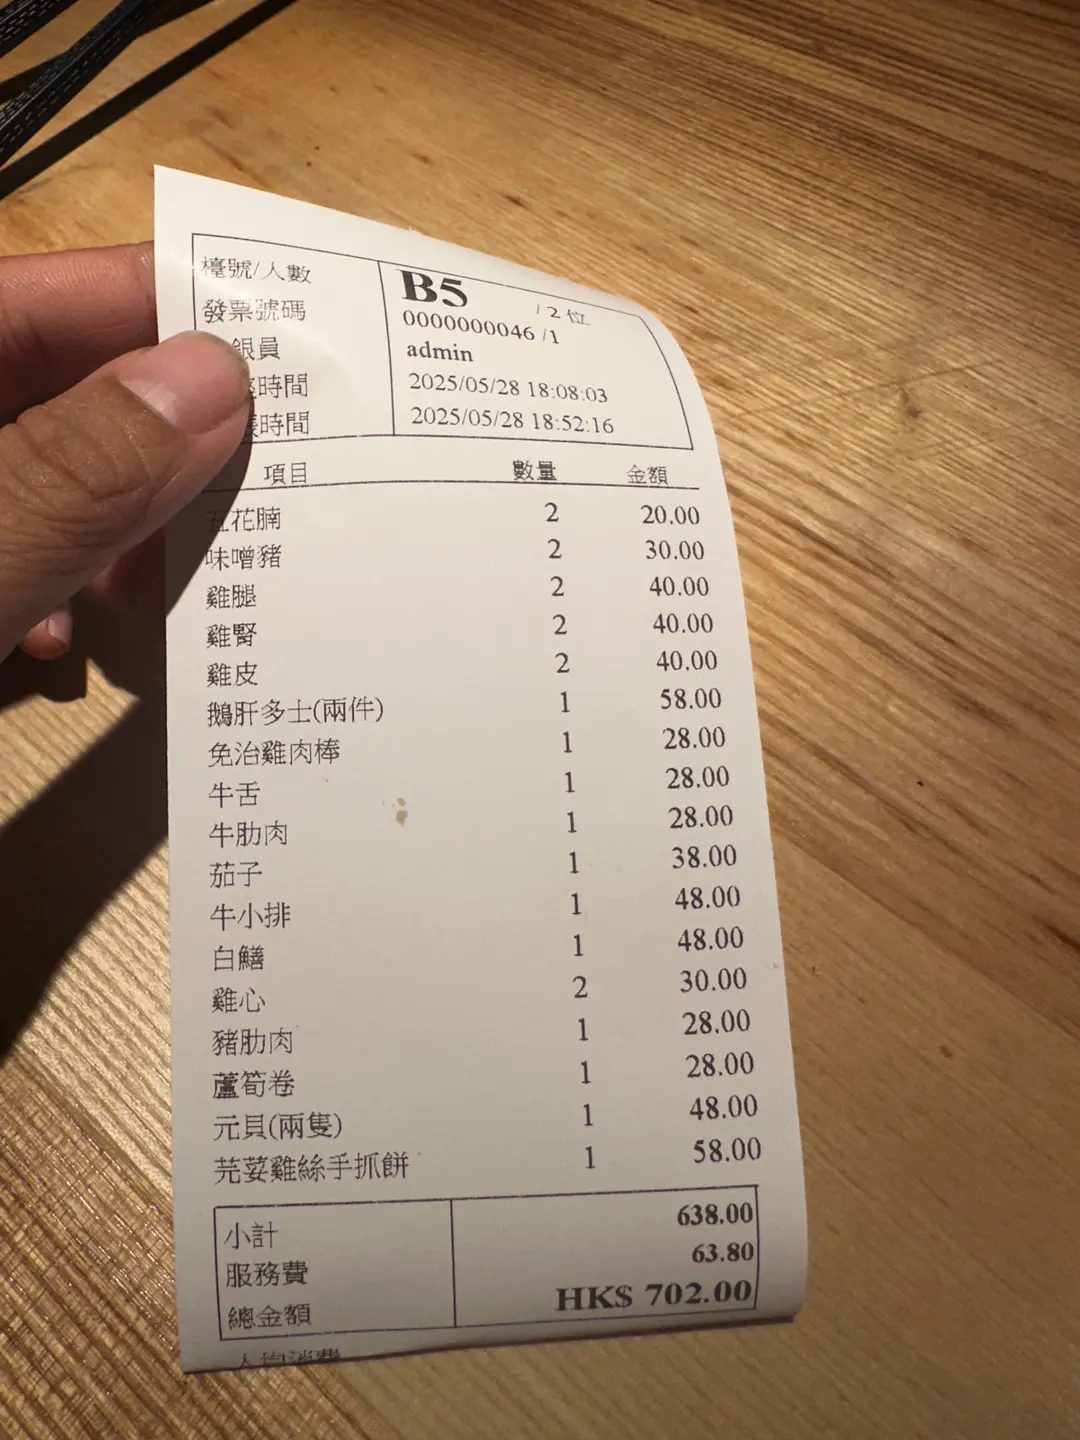 檯號/人數 B5 /2 位
發票號碼 0000000046 /1
銀員 admin
時間 2025/05/28 18:08:03
時間 2025/05/28 18:52:16
項目 數量 金額
五花腩 2 20.00
味噌豬 2 30.00
雞腿 2 40.00
雞腎 2 40.00
雞皮 2 40.00
鵝肝多士(兩件) 1 58.00
免治雞肉棒 1 28.00
牛舌 1 28.00
牛肋肉 1 28.00
茄子 1 38.00
牛小排 1 48.00
白鱔 1 48.00
雞心 2 30.00
豬肋肉 1 28.00
蘆筍卷 1 28.00
元貝(兩隻) 1 48.00
芫荽雞絲手抓餅 1 58.00
小計 638.00
服務費 63.80
總金額 HK$ 702.00
人均消費